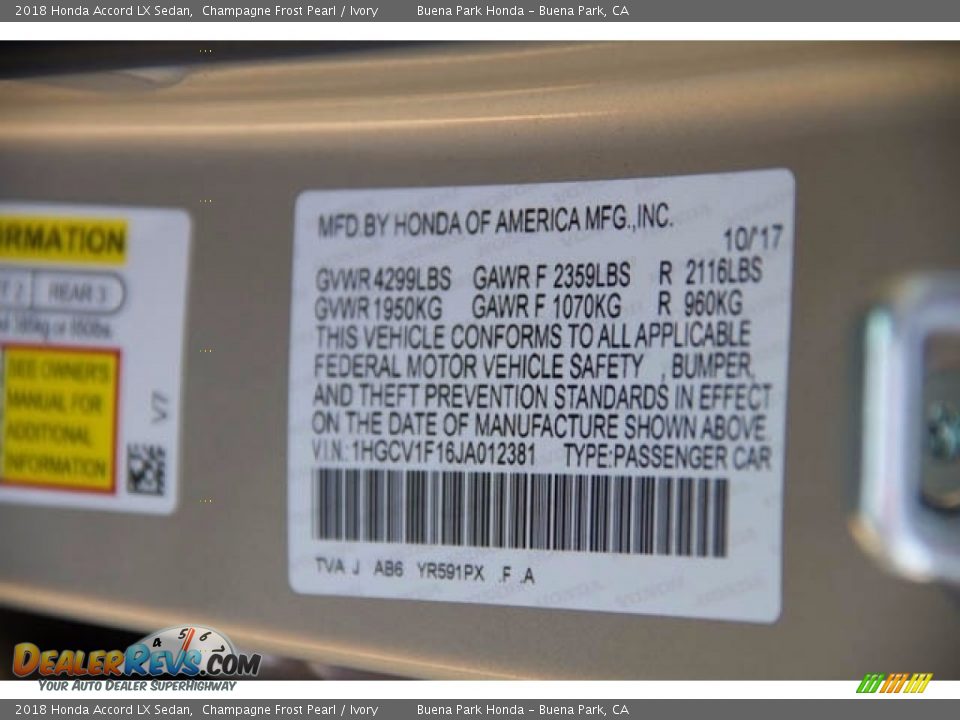 2018 Honda Accord LX Sedan, Champagne Frost Pearl / Ivory Buena Park Honda - Buena Park, CA
RMATION
REAR 3
SEE OWNER'S
MANUAL FOR
ADDITIONAL
INFORMATION
V7
MFD.BY HONDA OF AMERICA MFG.,INC.
10/17
GVWR 4299LBS GAWR F 2359LBS R 2116LBS
GVWR 1950KG GAWR F 1070KG R 960KG
THIS VEHICLE CONFORMS TO ALL APPLICABLE
FEDERAL MOTOR VEHICLE SAFETY , BUMPER,
AND THEFT PREVENTION STANDARDS IN EFFECT
ON THE DATE OF MANUFACTURE SHOWN ABOVE.
V.I.N.: 1HGCV1F16JA012381 TYPE:PASSENGER CAR
TVA J AB6 YR591PX .F .A
4 5 6
DEALERREVS.COM
YOUR AUTO DEALER SUPERHIGHWAY
2018 Honda Accord LX Sedan, Champagne Frost Pearl / Ivory Buena Park Honda - Buena Park, CA